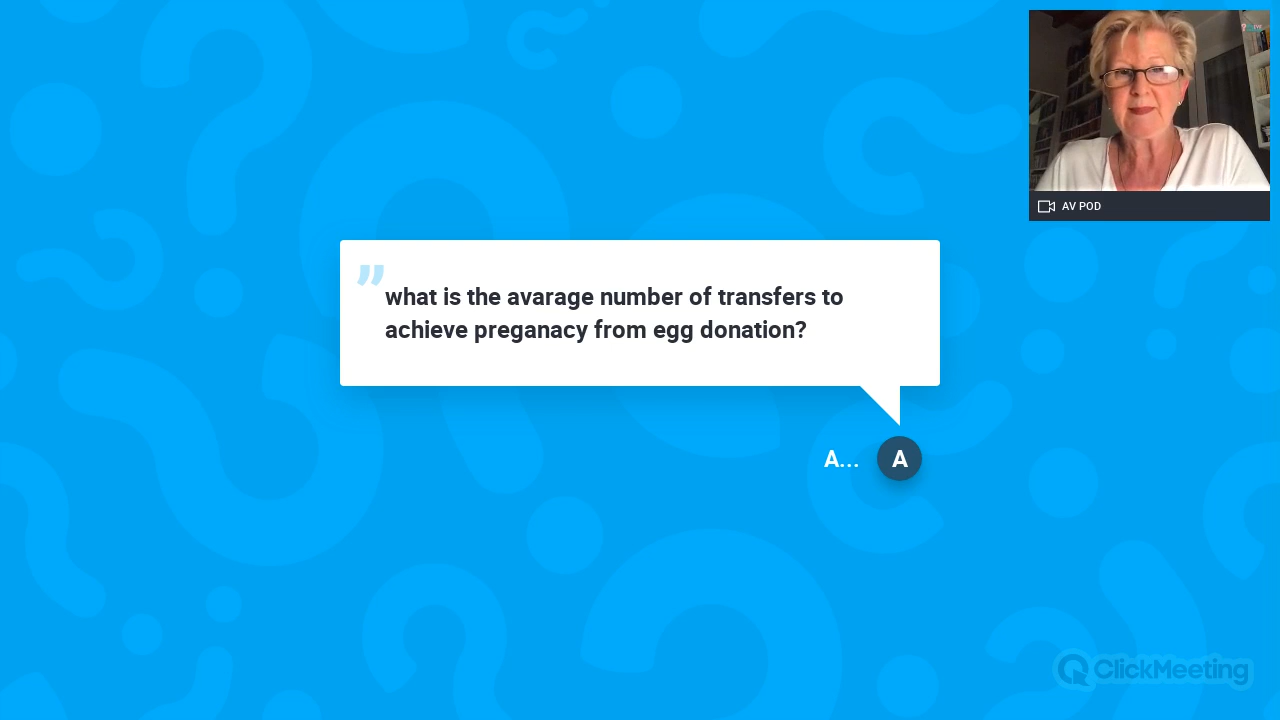 AV POD
”
what is the avarage number of transfers to
achieve preganacy from egg donation?
A...
A
ClickMeeting